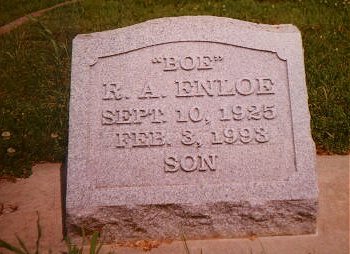 "BOE"
R. A. ENLOE
SEPT. 10, 1925
FEB. 3, 1993
SON